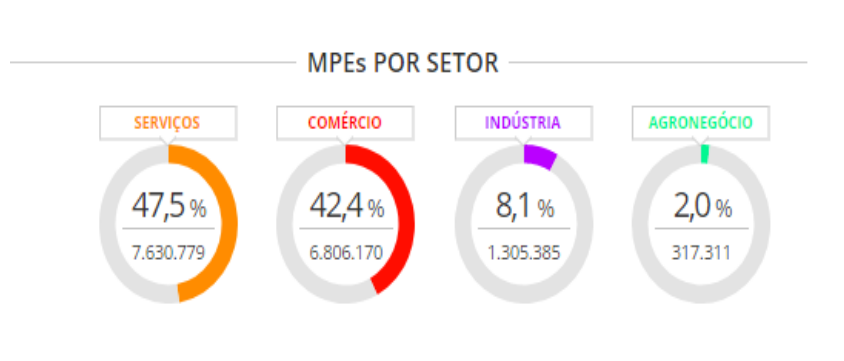 MPEs POR SETOR
SERVIÇOS
COMÉRCIO
INDÚSTRIA
AGRONEGÓCIO
47,5 %
42,4 %
8,1 %
2,0 %
7.630.779
6.806.170
1.305.385
317.311